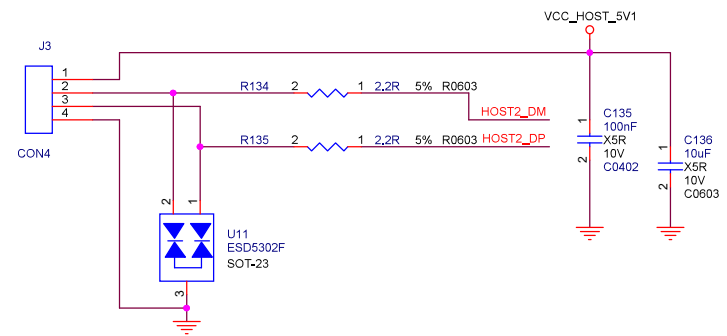 VCC_HOST_5V1
J3
1
2
3
4
CON4
R134 2 1 2.2R 5% R0603
HOST2_DM
R135 2 1 2.2R 5% R0603
HOST2_DP
1
C135
100nF
X5R
10V
C0402
2
1
C136
10uF
X5R
10V
C0603
2
2
1
U11
ESD5302F
SOT-23
3